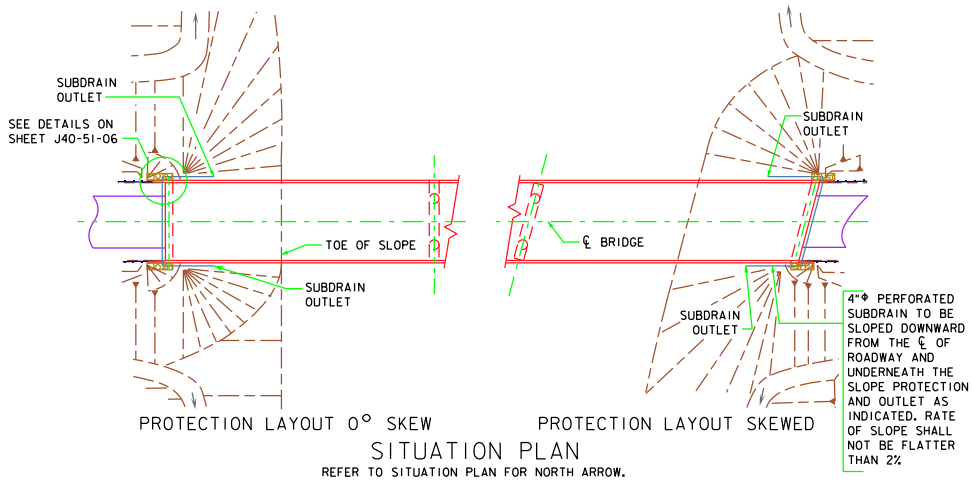 SUBDRAIN
OUTLET
SEE DETAILS ON
SHEET J40-51-06
TOE OF SLOPE
SUBDRAIN
OUTLET
SUBDRAIN
OUTLET
℄ BRIDGE
SUBDRAIN
OUTLET
4"Φ PERFORATED
SUBDRAIN TO BE
SLOPED DOWNWARD
FROM THE ℄ OF
ROADWAY AND
UNDERNEATH THE
SLOPE PROTECTION
AND OUTLET AS
INDICATED. RATE
OF SLOPE SHALL
NOT BE FLATTER
THAN 2%
PROTECTION LAYOUT 0° SKEW
PROTECTION LAYOUT SKEWED
SITUATION PLAN
REFER TO SITUATION PLAN FOR NORTH ARROW.